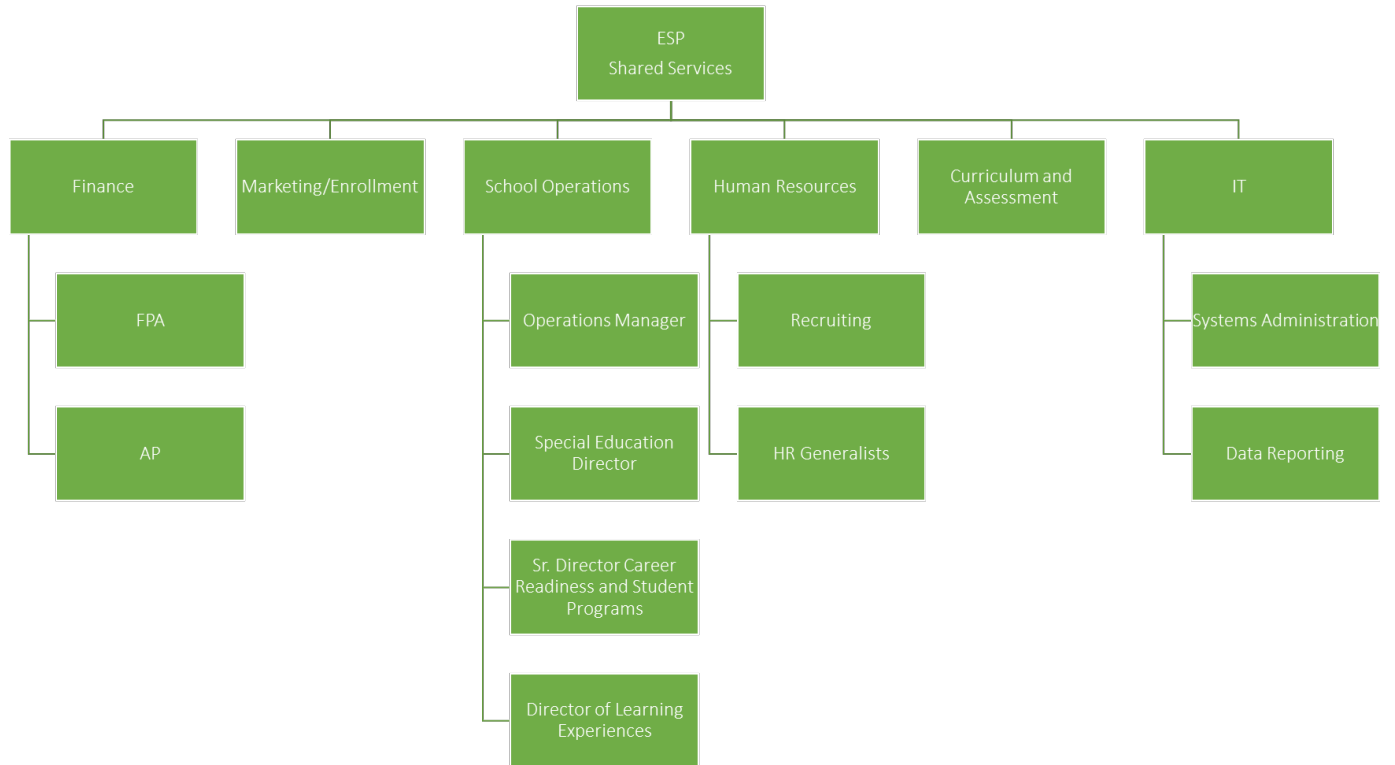 ESP
Shared Services
Finance
Marketing/Enrollment
School Operations
Human Resources
Curriculum and
Assessment
IT
FPA
Operations Manager
Recruiting
Systems Administration
AP
Special Education
Director
HR Generalists
Data Reporting
Sr. Director Career
Readiness and Student
Programs
Director of Learning
Experiences